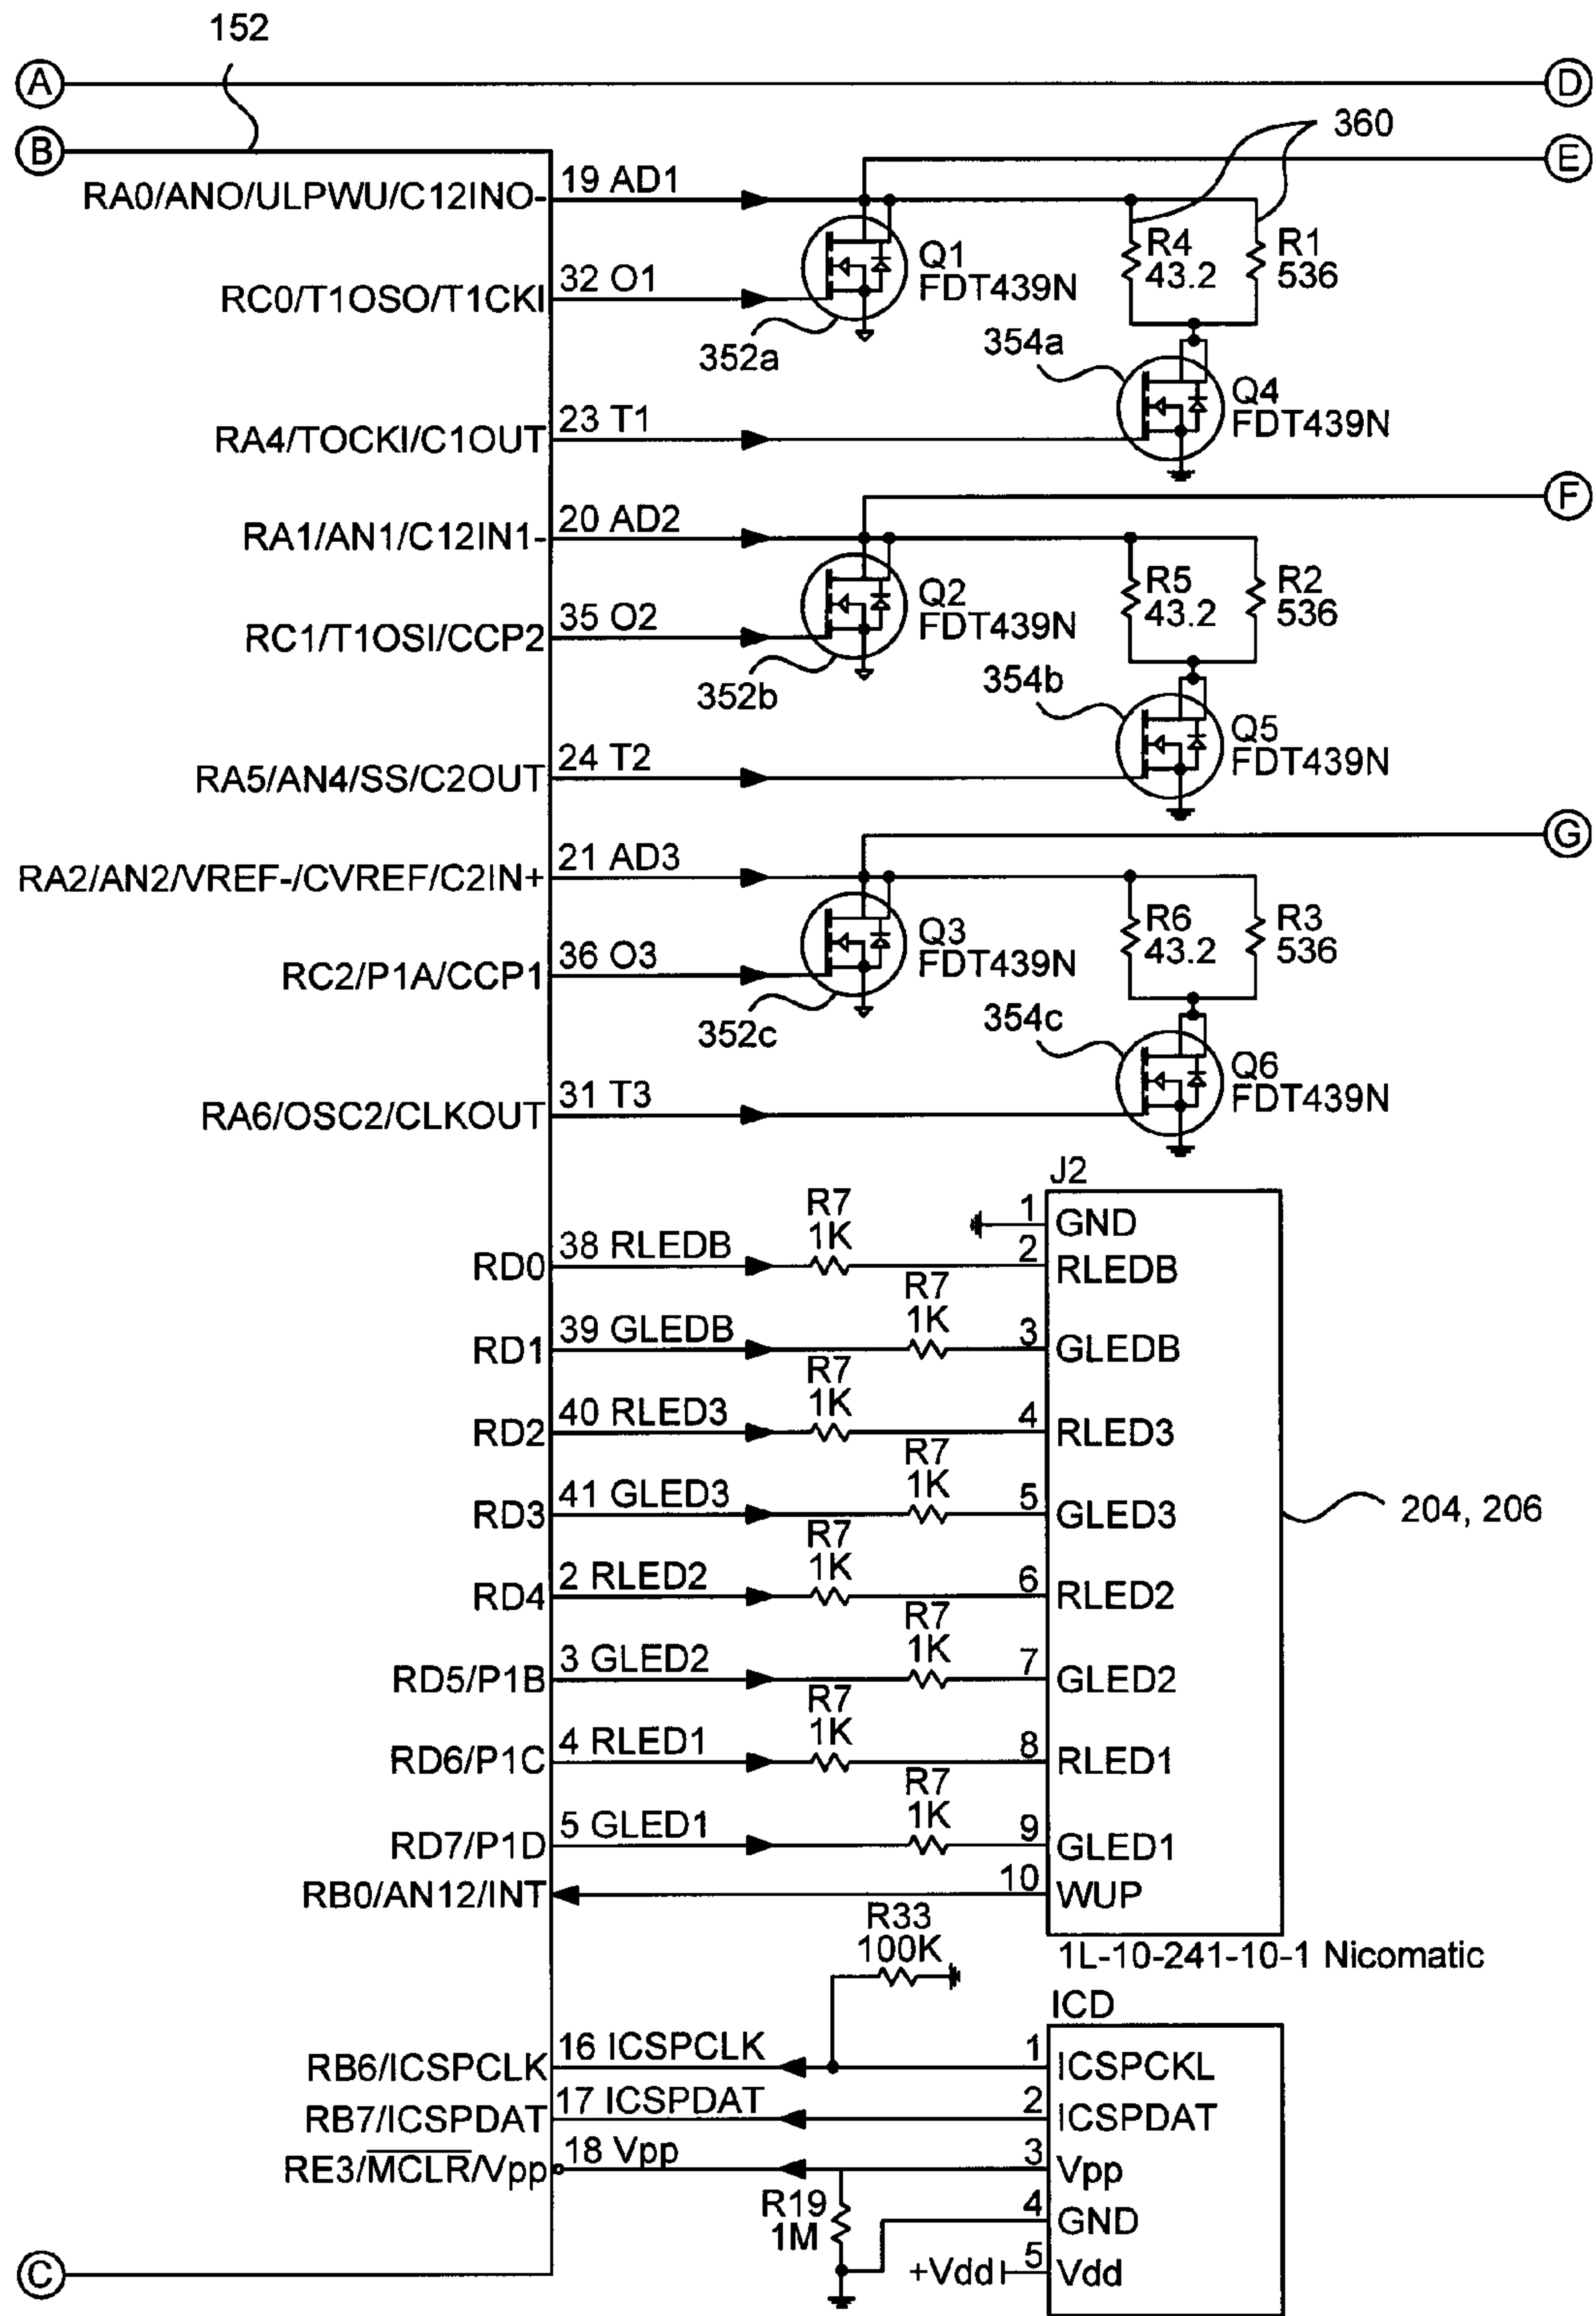 152
A
D
B
360
E
RA0/ANO/ULPWU/C12INO-
19 AD1
Q1
FDT439N
R4
43.2
R1
536
RC0/T1OSO/T1CKI
32 O1
352a
354a
Q4
FDT439N
RA4/TOCKI/C1OUT
23 T1
F
RA1/AN1/C12IN1-
20 AD2
Q2
FDT439N
R5
43.2
R2
536
RC1/T1OSI/CCP2
35 O2
352b
354b
Q5
FDT439N
RA5/AN4/SS/C2OUT
24 T2
G
RA2/AN2/VREF-/CVREF/C2IN+
21 AD3
Q3
FDT439N
R6
43.2
R3
536
RC2/P1A/CCP1
36 O3
352c
354c
Q6
FDT439N
RA6/OSC2/CLKOUT
31 T3
J2
1 GND
RD0
38 RLEDB
R7
1K
2 RLEDB
RD1
39 GLEDB
R7
1K
3 GLEDB
RD2
40 RLED3
R7
1K
4 RLED3
RD3
41 GLED3
R7
1K
5 GLED3
204, 206
RD4
2 RLED2
R7
1K
6 RLED2
RD5/P1B
3 GLED2
R7
1K
7 GLED2
RD6/P1C
4 RLED1
R7
1K
8 RLED1
RD7/P1D
5 GLED1
R7
1K
9 GLED1
RB0/AN12/INT
10 WUP
1L-10-241-10-1 Nicomatic
R33
100K
ICD
RB6/ICSPCLK
16 ICSPCLK
1 ICSPCKL
RB7/ICSPDAT
17 ICSPDAT
2 ICSPDAT
RE3/MCLR/Vpp
18 Vpp
3 Vpp
R19
1M
4 GND
+Vdd
5 Vdd
C